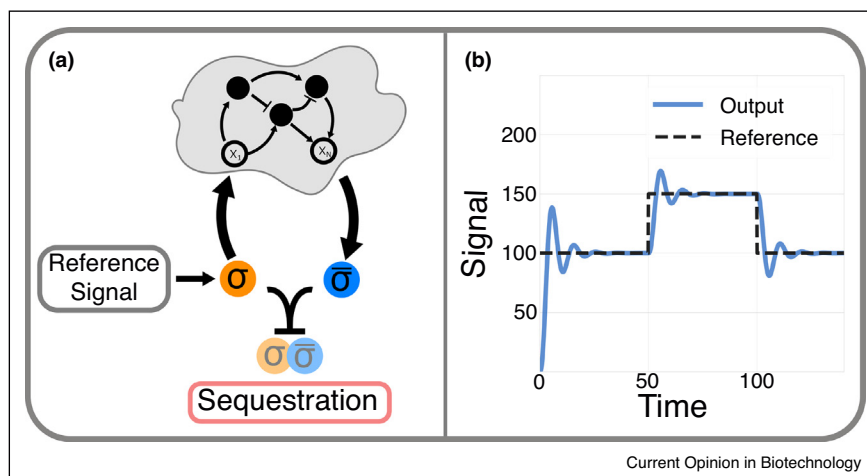 (a)
X1
XN
Reference
Signal
σ
σ̅
σ σ̅
Sequestration
(b)
Output
Reference
200
150
100
50
Signal
0
50
100
Time
Current Opinion in Biotechnology